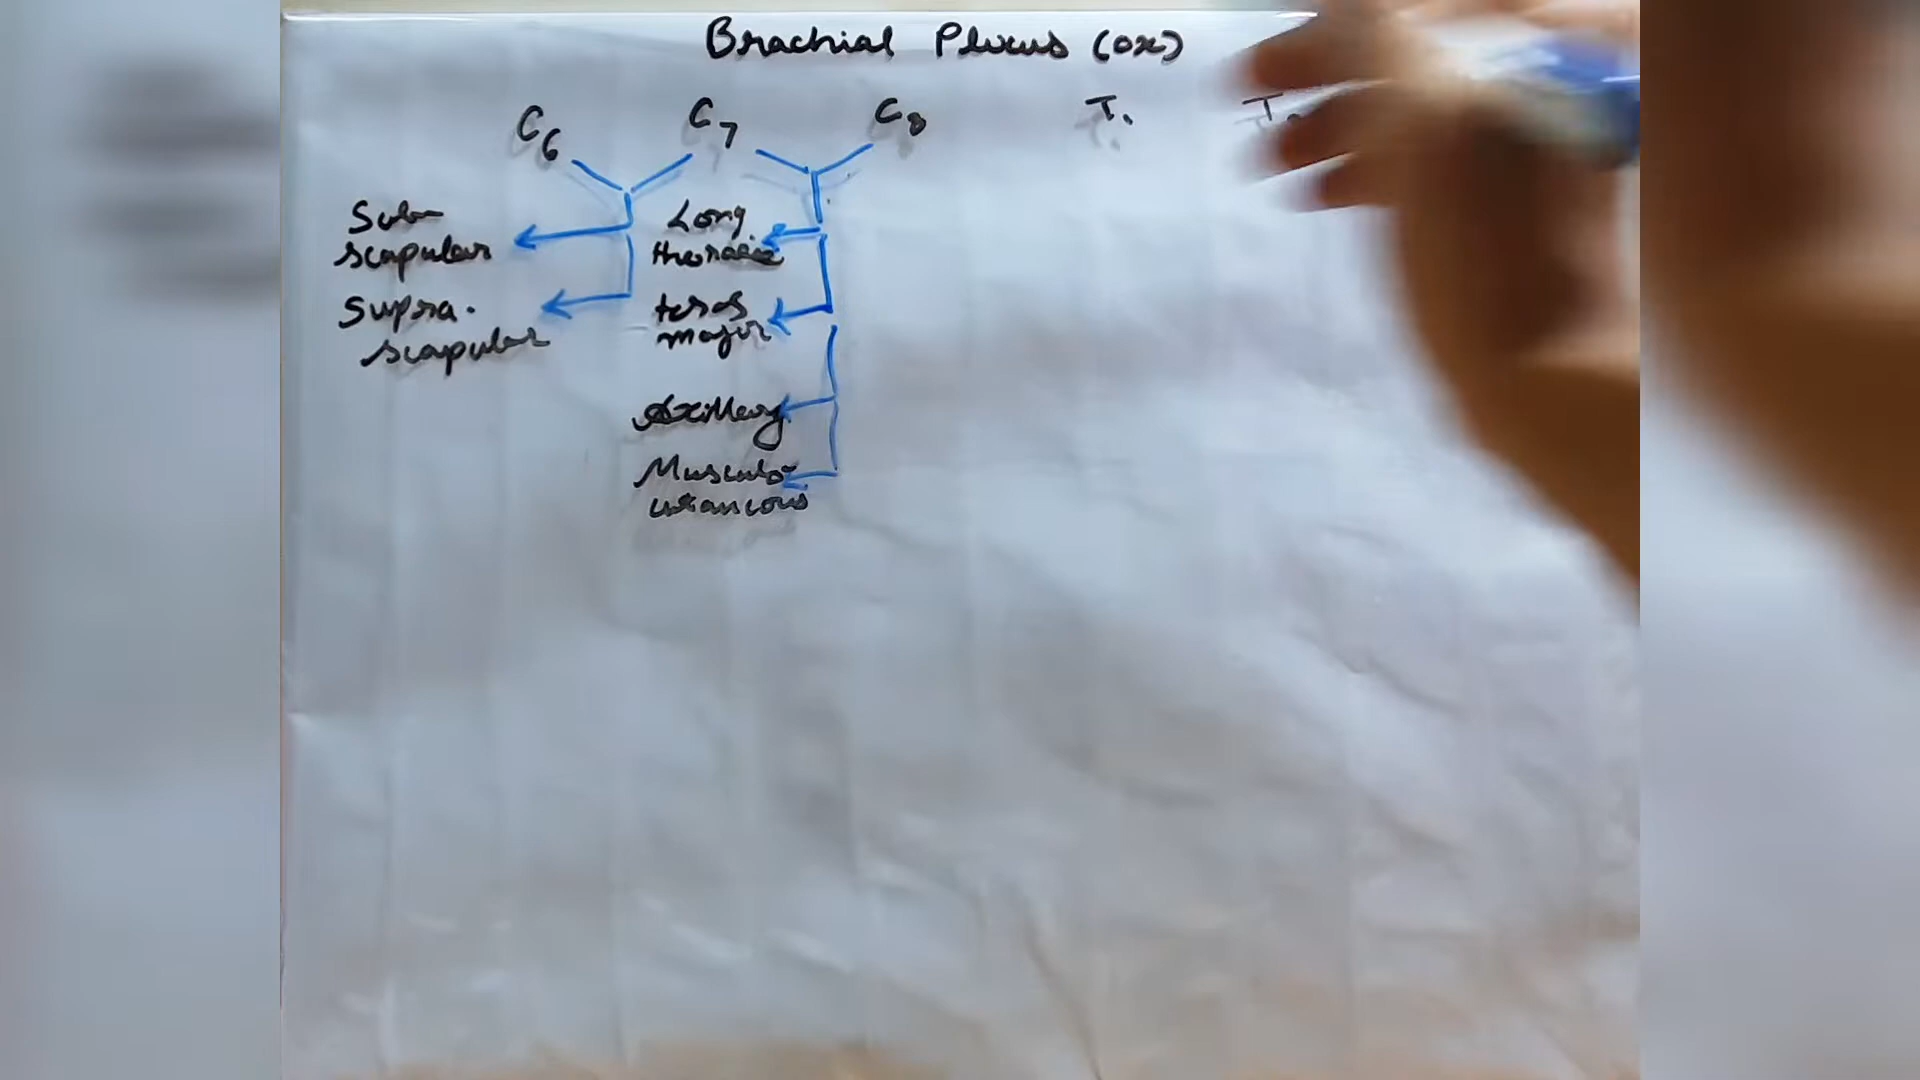 Brachial Plexus (ox)
C6 C7 C8 T1
Sub-
scapular
Supra-
scapular
Long
thoracic
teres
major
Axillary
Musculo-
cutaneous